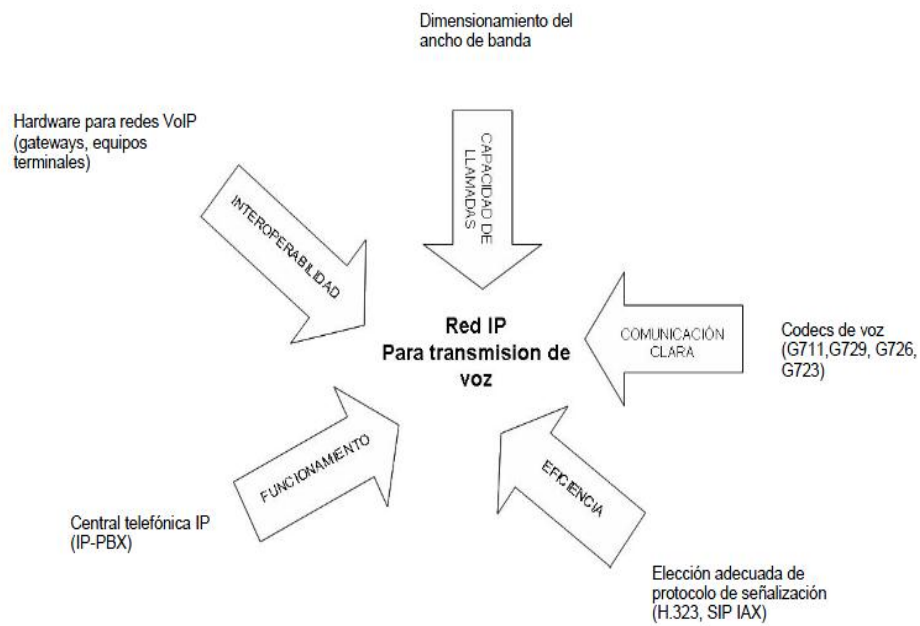 Dimensionamiento del
ancho de banda
Hardware para redes VoIP
(gateways, equipos
terminales)
CAPACIDAD DE
LLAMADAS
INTEROPERABILIDAD
Red IP
Para transmision de
voz
COMUNICACIÓN
CLARA
Codecs de voz
(G711,G729, G726,
G723)
FUNCIONAMIENTO
EFICIENCIA
Central telefónica IP
(IP-PBX)
Elección adecuada de
protocolo de señalización
(H.323, SIP IAX)